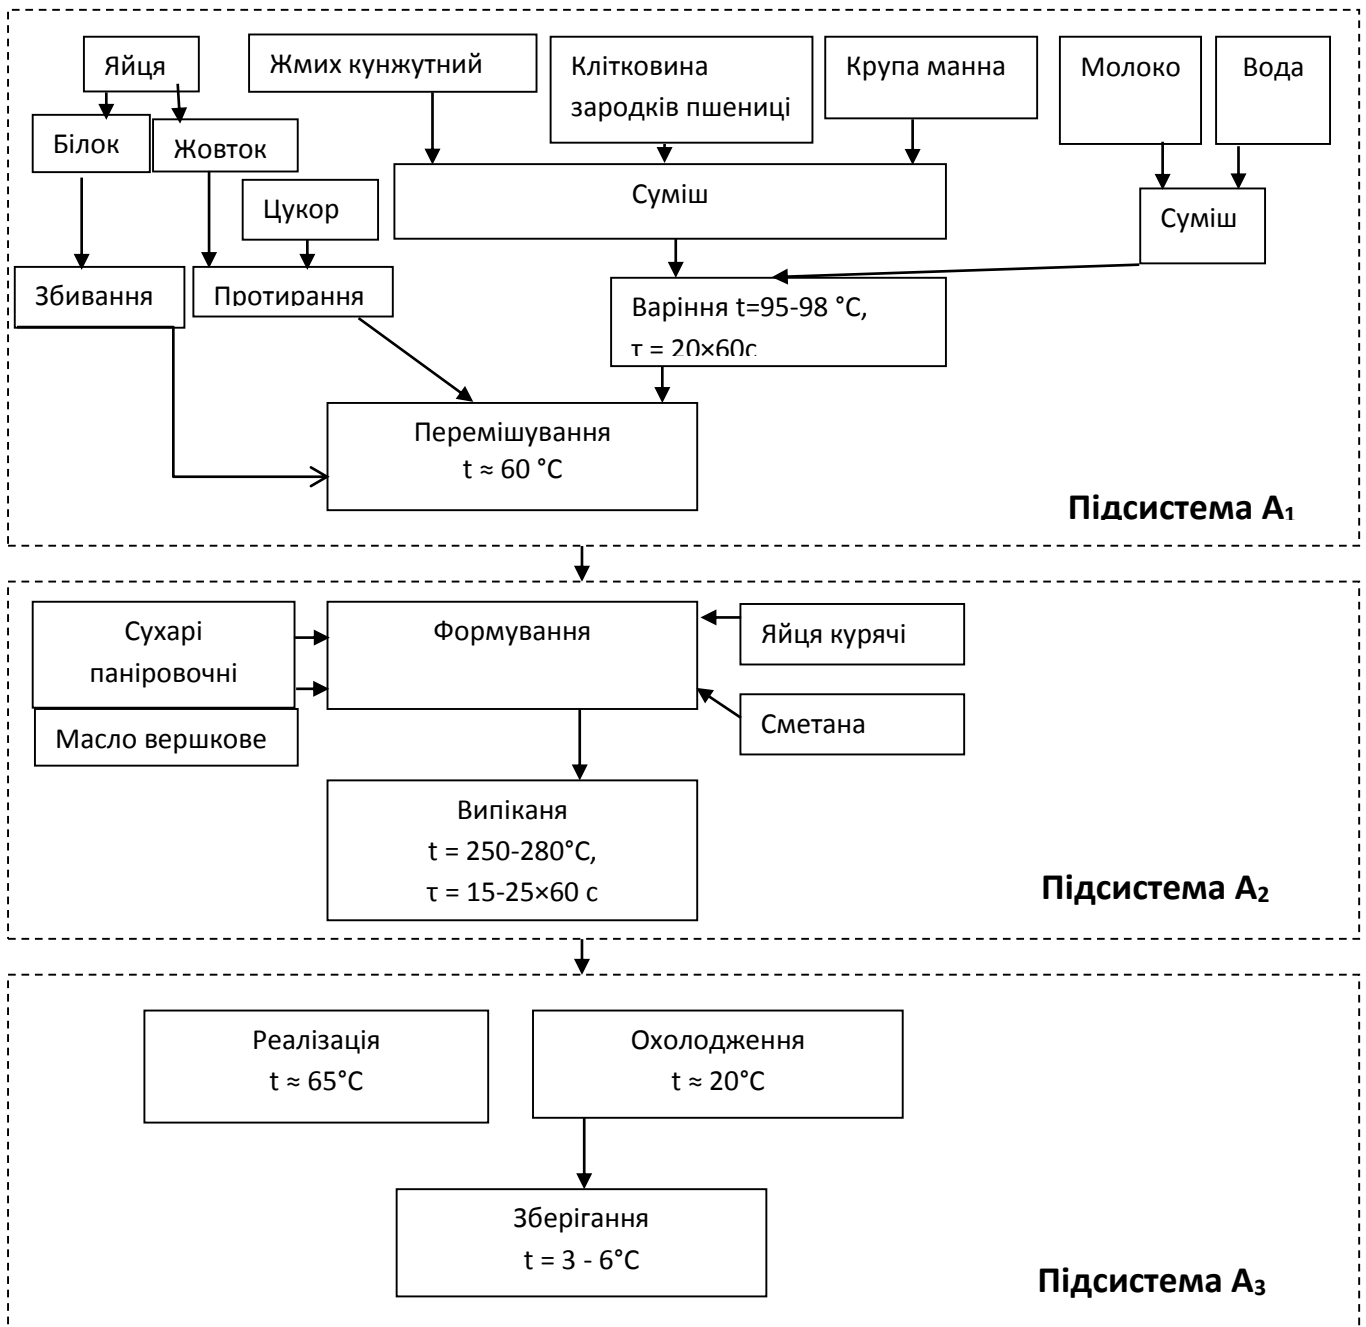 Яйця
Жмих кунжутний
Клітковина
зародків пшениці
Крупа манна
Молоко
Вода
Білок
Жовток
Цукор
Суміш
Суміш
Збивання
Протирання
Варіння t=95-98 °C,
τ = 20×60с
Перемішування
t ≈ 60 °C
Підсистема А₁
Сухарі
паніровочні
Масло вершкове
Формування
Яйця курячі
Сметана
Випіканя
t = 250-280°C,
τ = 15-25×60 с
Підсистема А₂
Реалізація
t ≈ 65°C
Охолодження
t ≈ 20°C
Зберігання
t = 3 - 6°C
Підсистема А₃